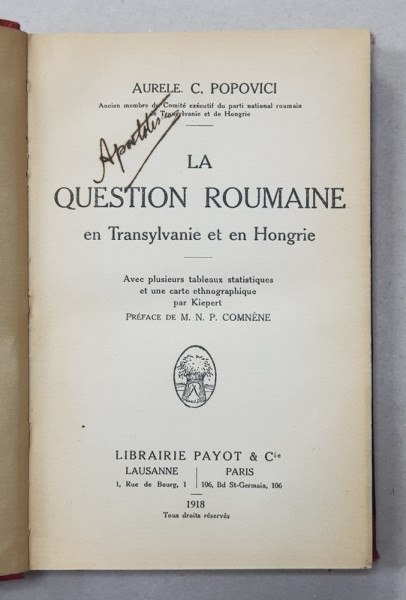 AURELE. C. POPOVICI
Ancien membre du Comité exécutif du parti national roumain
de Transylvanie et de Hongrie
LA
QUESTION ROUMAINE
en Transylvanie et en Hongrie
Avec plusieurs tableaux statistiques
et une carte ethnographique
par Kiepert
PRÉFACE DE M. N. P. COMNÈNE
LIBRAIRIE PAYOT & Cie
LAUSANNE | PARIS
1, Rue de Bourg, 1 | 106, Bd St-Germain, 106
1918
Tous droits réservés